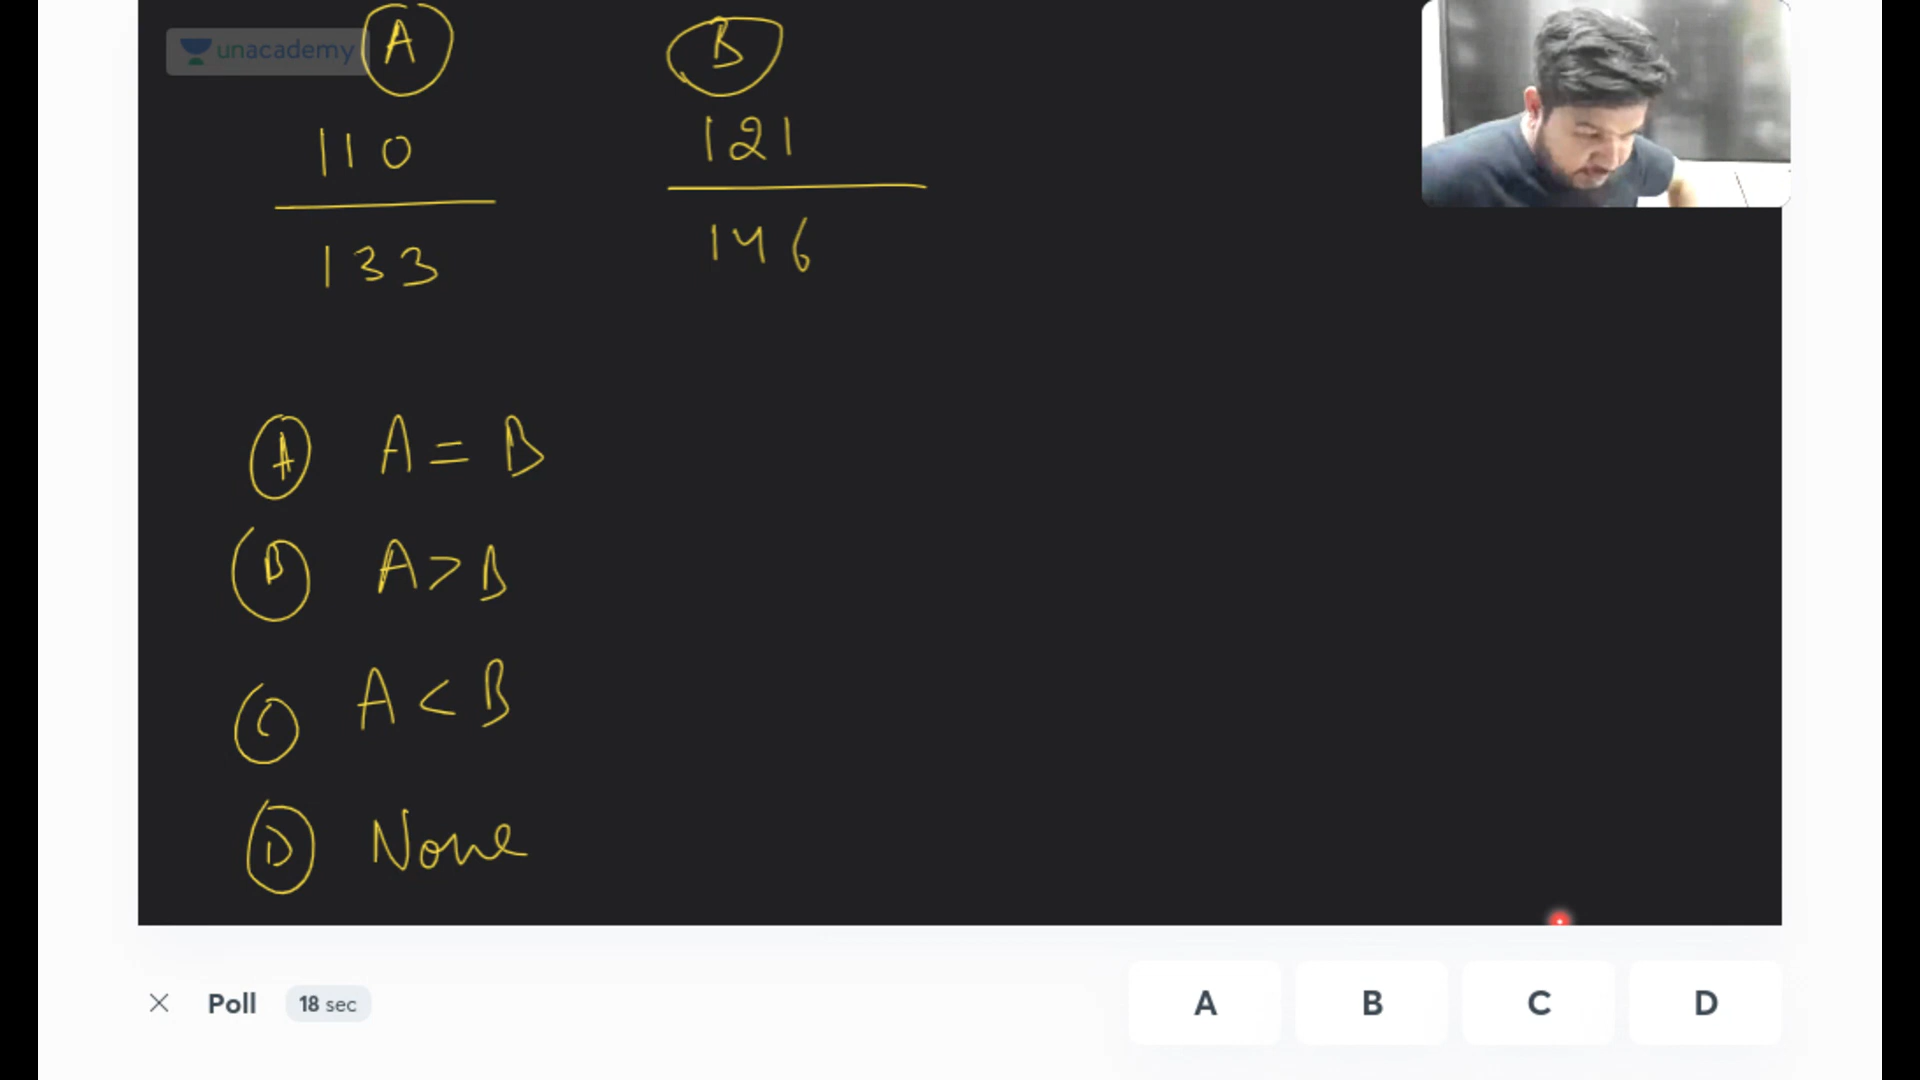 unacademy
A B
110 121
133 146
A A = B
B A > B
C A < B
D None
Poll 18 sec A B C D